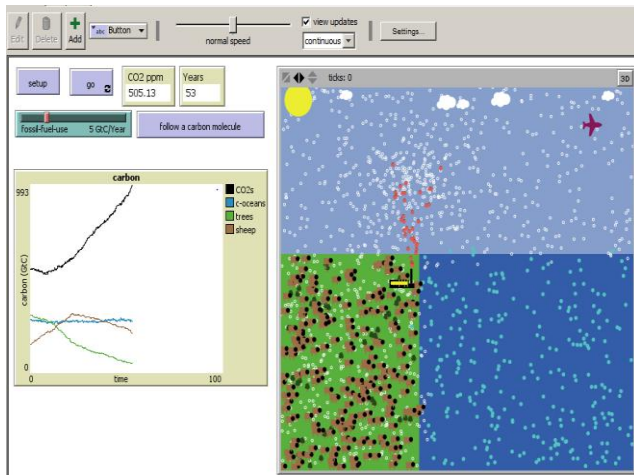 Edit
Delete
Add
abc Button
normal speed
view updates
continuous
Settings...
setup
go
CO2 ppm
505.13
Years
53
fossil-fuel-use 5 GtC/Year
follow a carbon molecule
ticks: 0
3D
carbon
993
carbon (GtC)
0
time
100
0
CO2s
c-oceans
trees
sheep